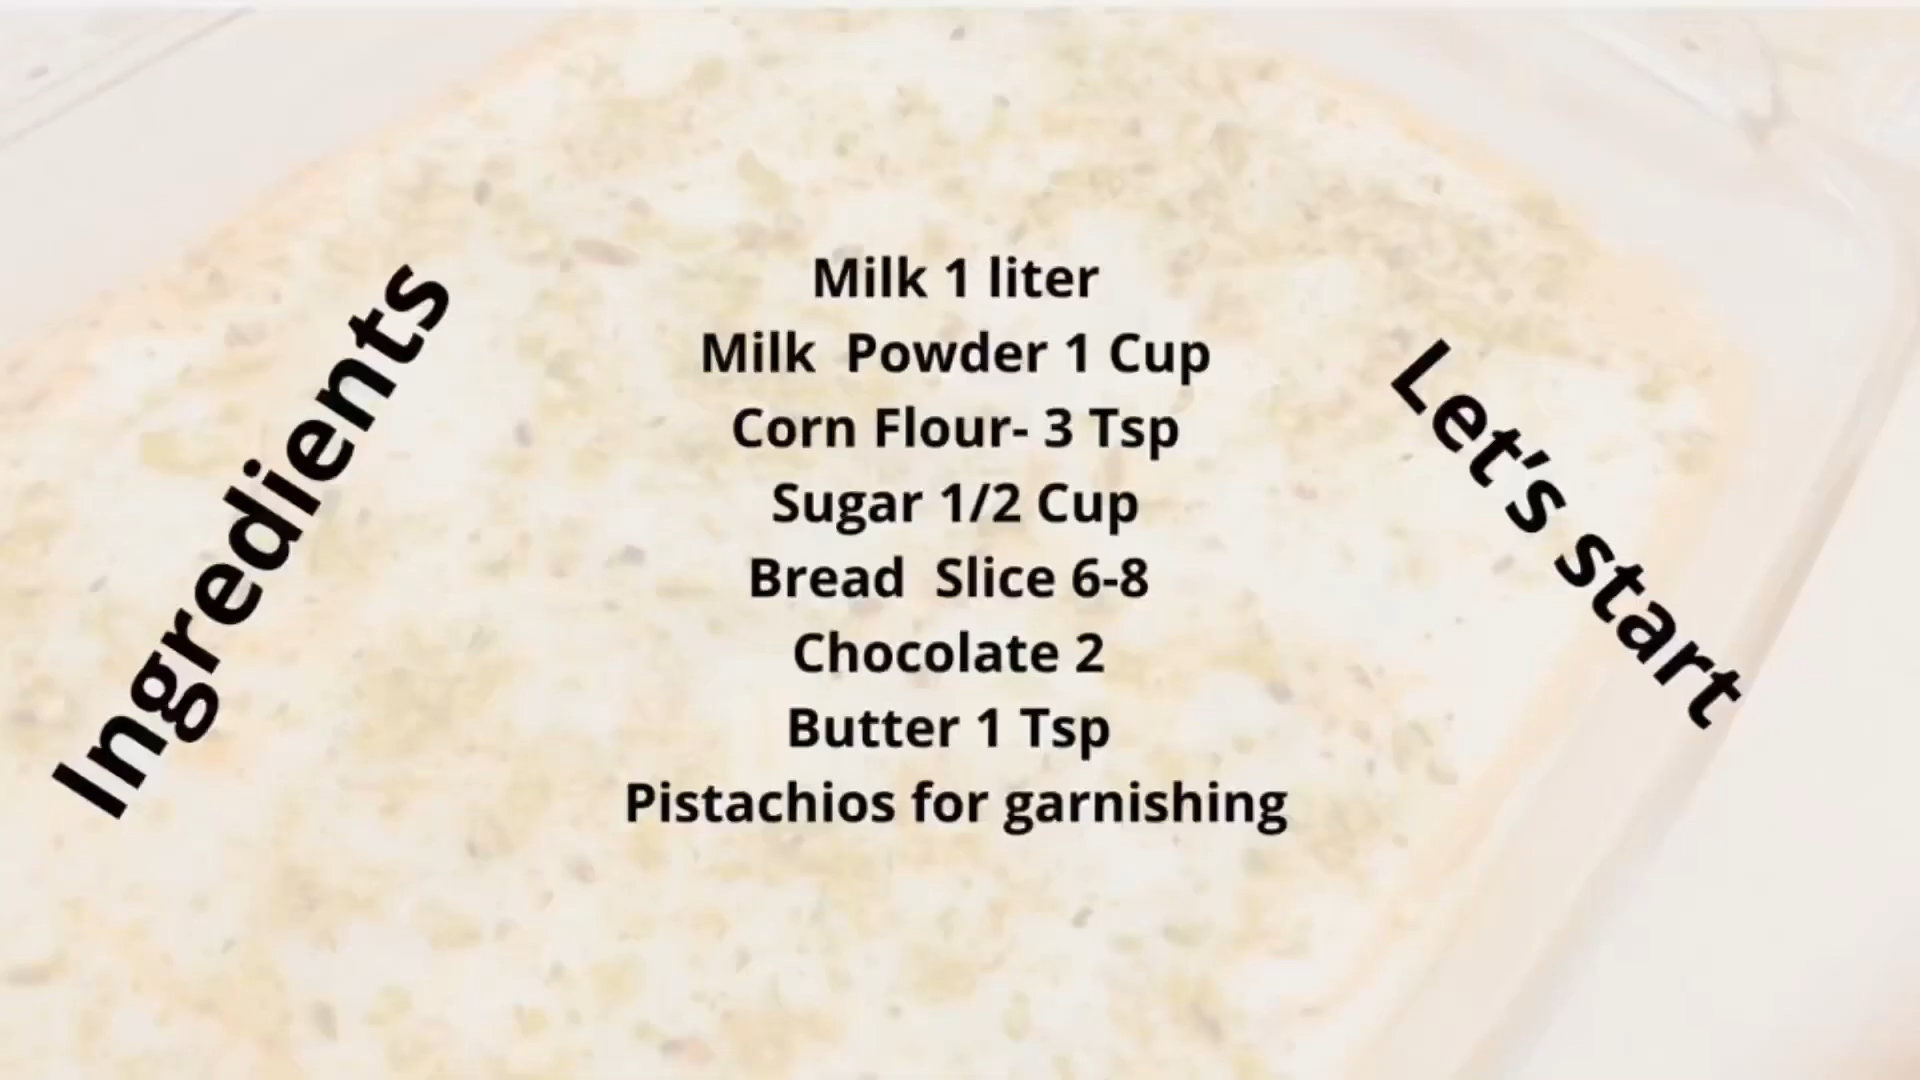 Ingredients
Milk 1 liter
Milk  Powder 1 Cup
Corn Flour- 3 Tsp
Sugar 1/2 Cup
Bread  Slice 6-8
Chocolate 2
Butter 1 Tsp
Pistachios for garnishing
Let's start